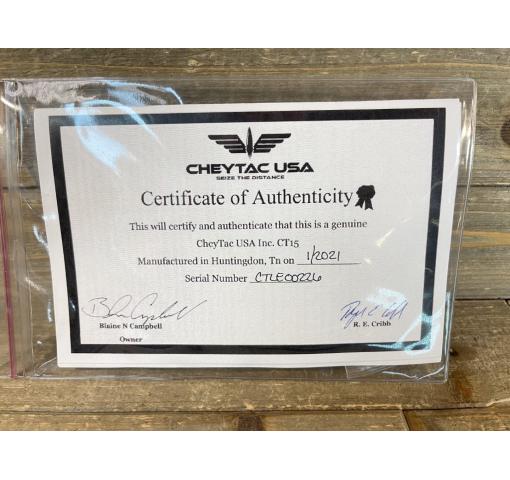 CHEYTAC USA
SEIZE THE DISTANCE
Certificate of Authenticity
This will certify and authenticate that this is a genuine
CheyTac USA Inc. CT15
Manufactured in Huntingdon, Tn on 1/2021
Serial Number CTLE00226
Blaine N Campbell
R. E. Cribb
Owner